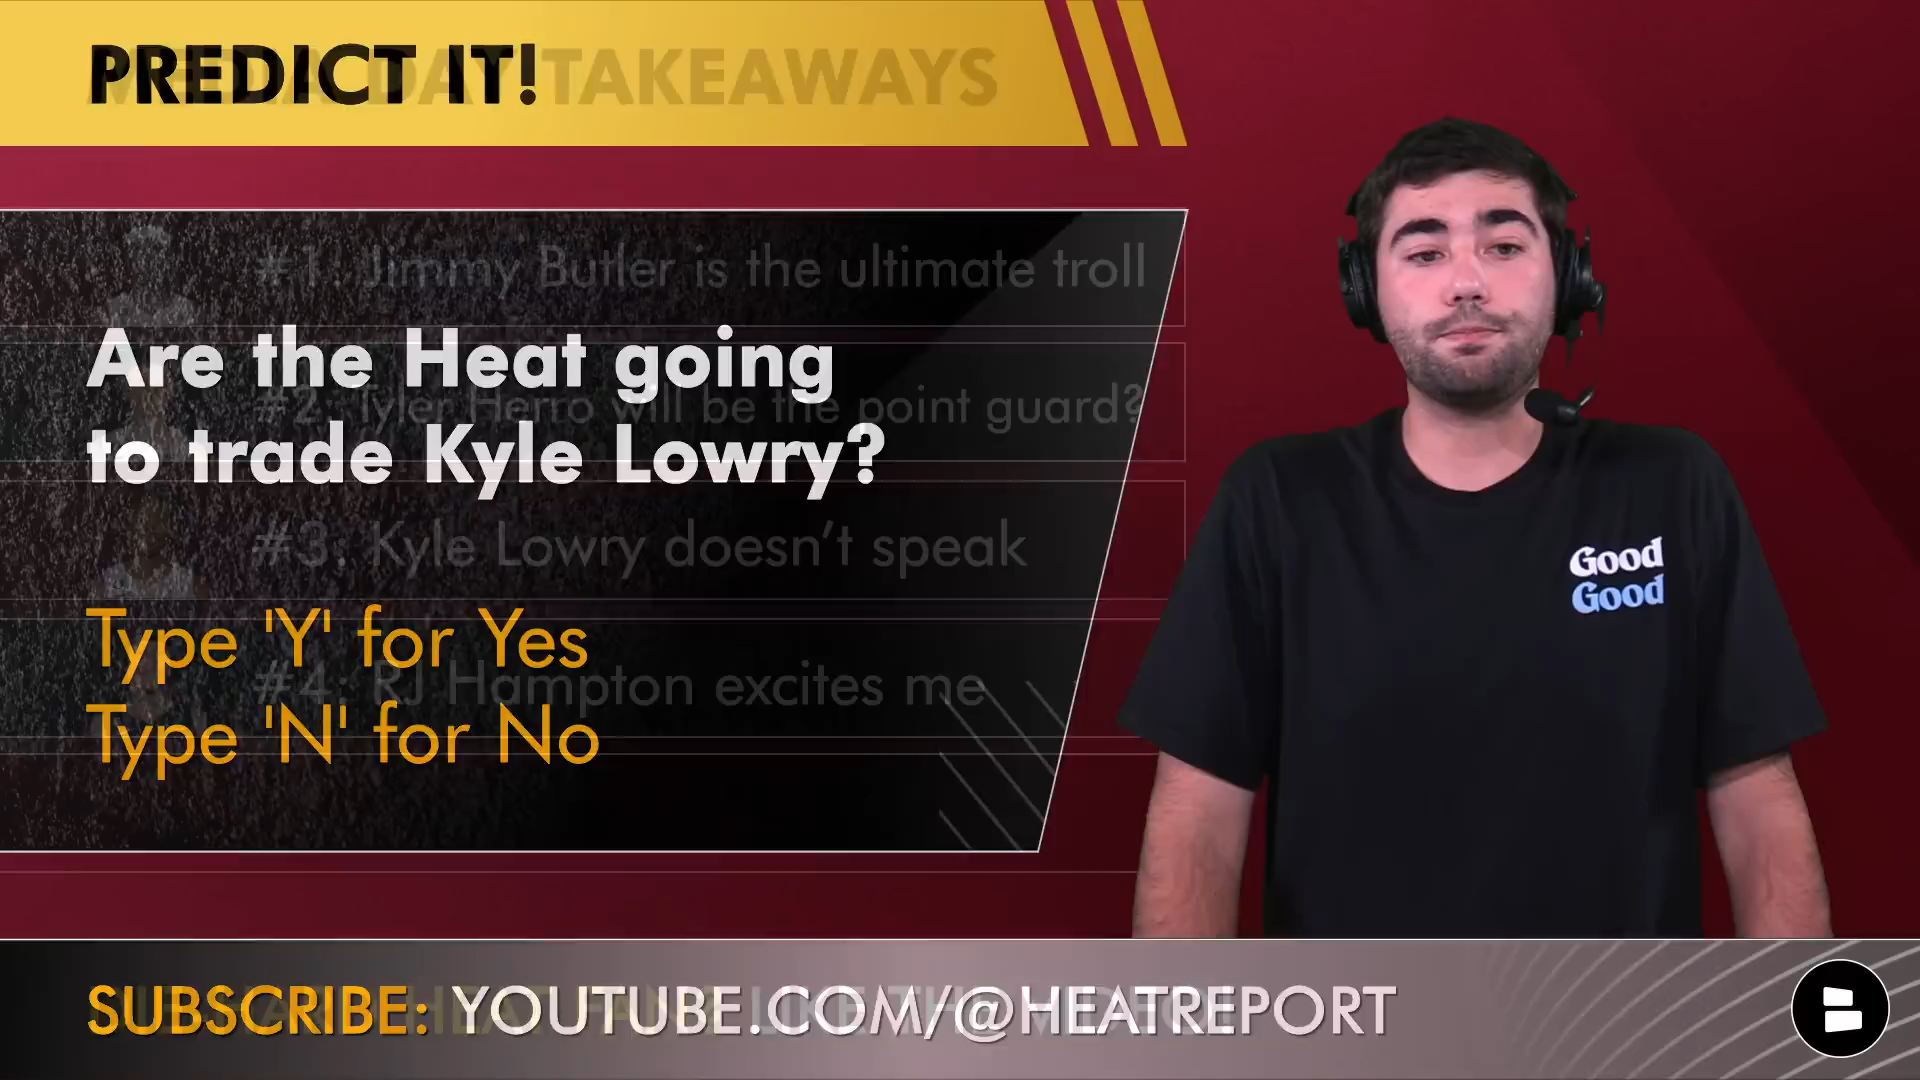 PREDICT IT!
MEDIA DAY TAKEAWAYS
#1: Jimmy Butler is the ultimate troll
Are the Heat going
#2: Tyler Herro will be the point guard?
to trade Kyle Lowry?
#3: Kyle Lowry doesn't speak
Type 'Y' for Yes
#4: RJ Hampton excites me
Type 'N' for No
Good
Good
SUBSCRIBE: YOUTUBE.COM/@HEATREPORT